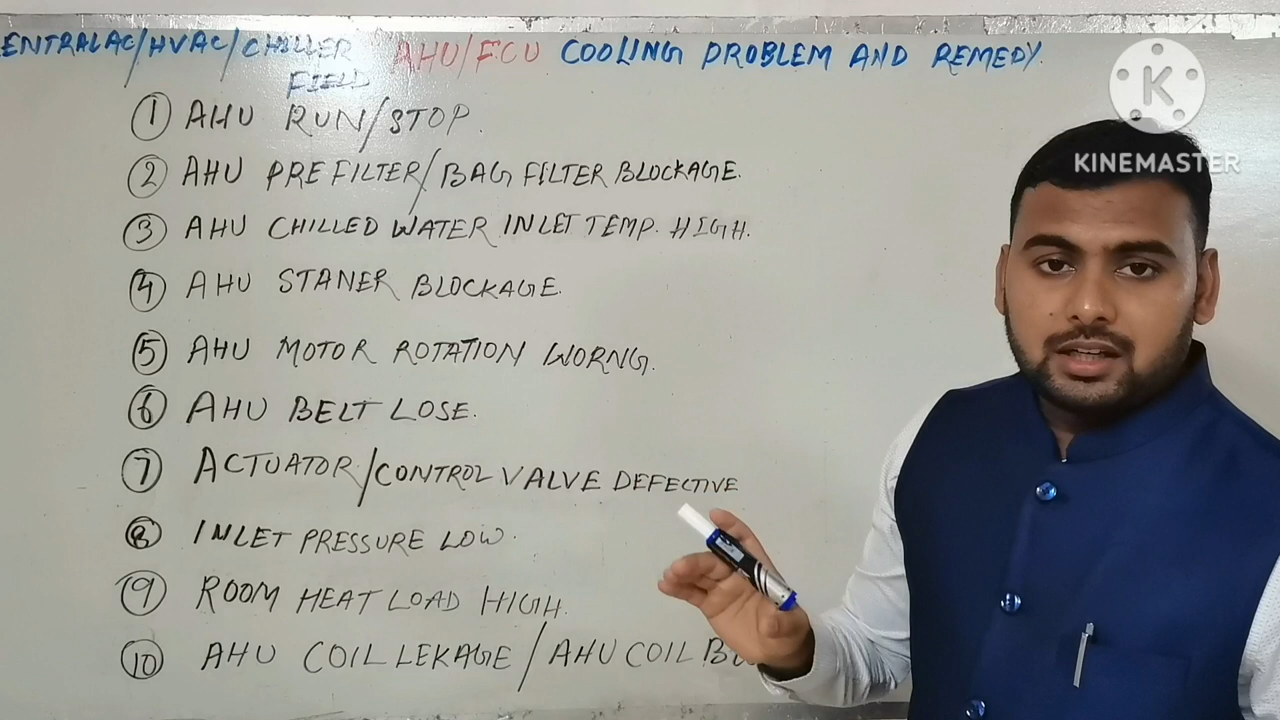 ENTRALAC/HVAC/CHILLER AHU/FCU COOLING PROBLEM AND REMEDY.
FIELD
① AHU RUN/STOP.
② AHU PREFILTER/BAG FILTER BLOCKAGE.
③ AHU CHILLED WATER INLET TEMP. HIGH.
④ AHU STANER BLOCKAGE.
⑤ AHU MOTOR ROTATION WORNG.
⑥ AHU BELT LOSE.
⑦ ACTUATOR/CONTROL VALVE DEFECTIVE
⑧ INLET PRESSURE LOW.
⑨ ROOM HEAT LOAD HIGH.
⑩ AHU COIL LEKAGE/AHU COIL
K
KINEMASTER